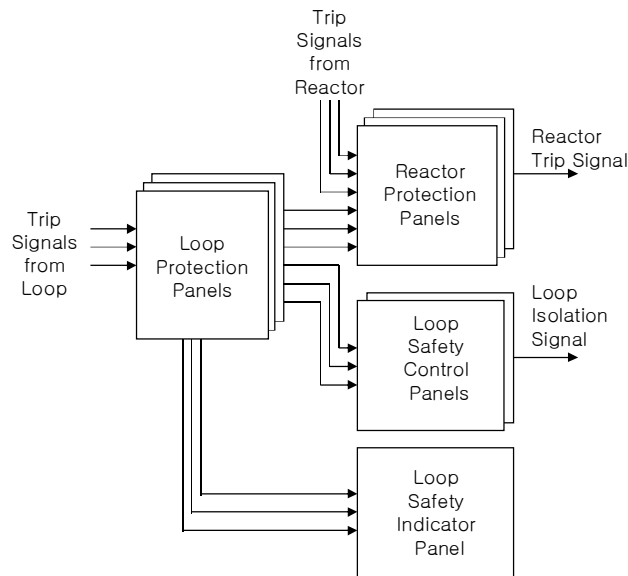 Trip
Signals
from
Reactor
Reactor
Protection
Panels
Reactor
Trip Signal
Trip
Signals
from
Loop
Loop
Protection
Panels
Loop
Safety
Control
Panels
Loop
Isolation
Signal
Loop
Safety
Indicator
Panel